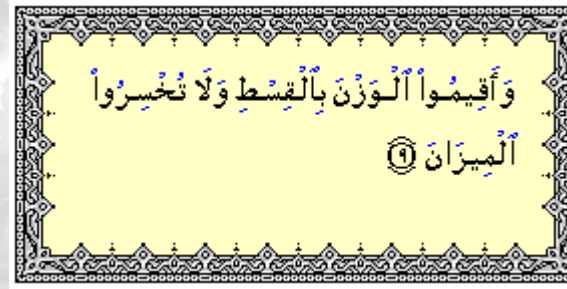 وَأَقِيمُوا۟ ٱلْوَزْنَ بِٱلْقِسْطِ وَلَا تُخْسِرُوا۟
ٱلْمِيزَانَ ٩